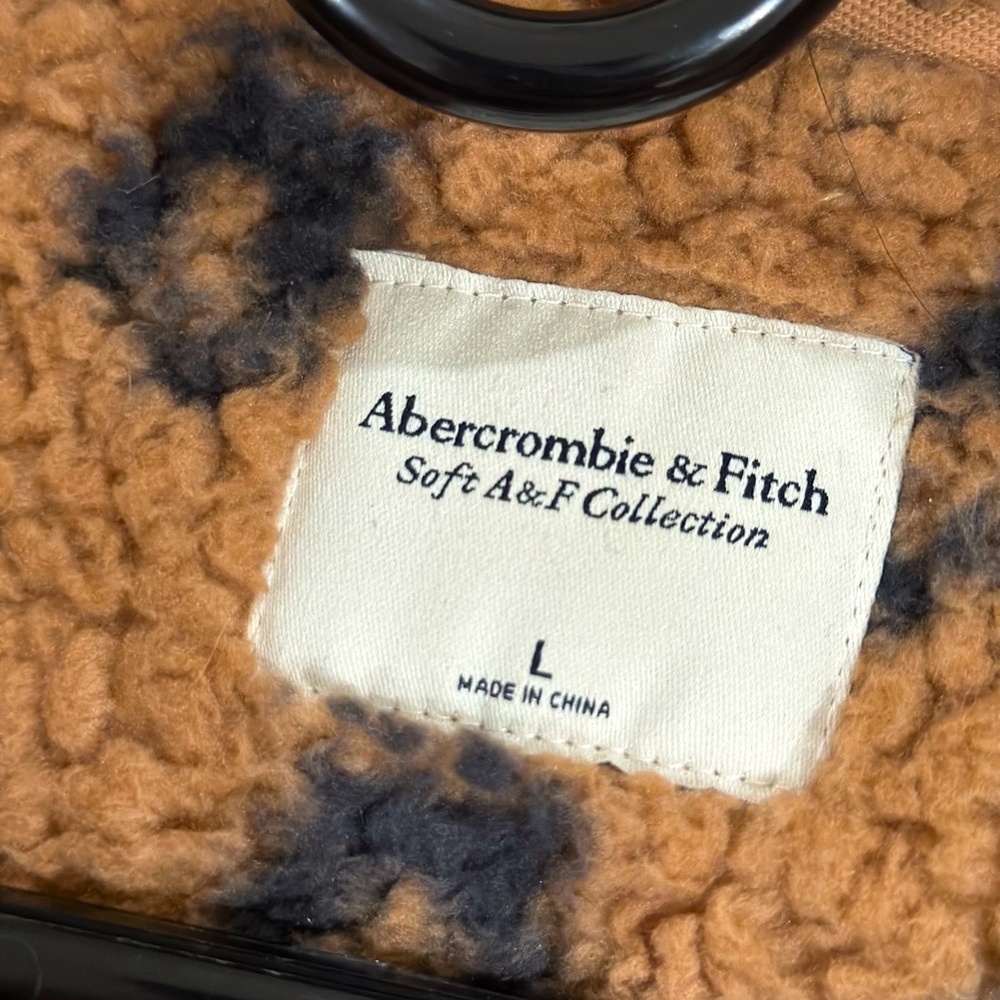 Abercrombie & Fitch
Soft A&F Collection
L
MADE IN CHINA